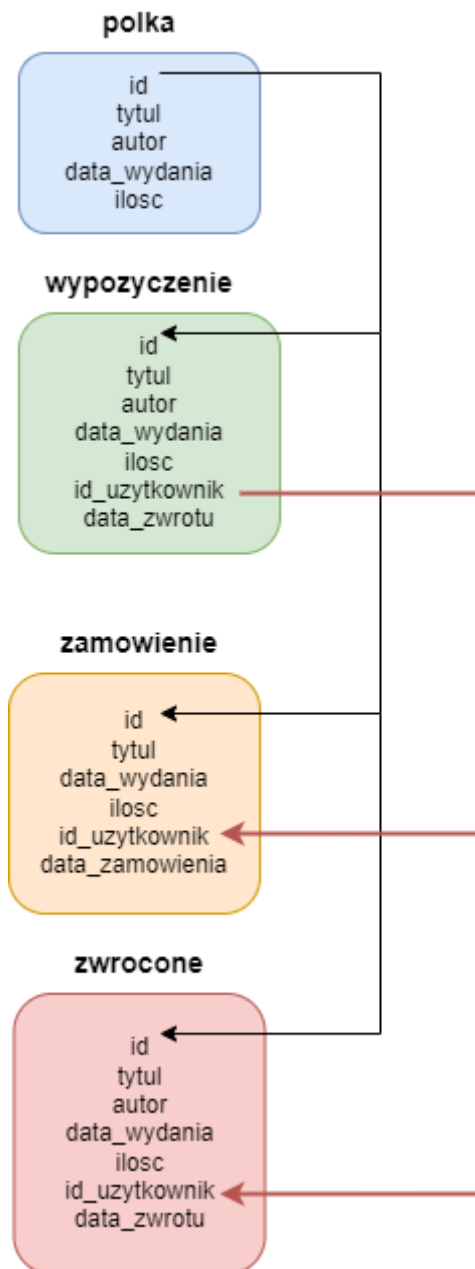 polka
id
tytul
autor
data_wydania
ilosc
wypozyczenie
id
tytul
autor
data_wydania
ilosc
id_uzytkownik
data_zwrotu
zamowienie
id
tytul
data_wydania
ilosc
id_uzytkownik
data_zamowienia
zwrocone
id
tytul
autor
data_wydania
ilosc
id_uzytkownik
data_zwrotu